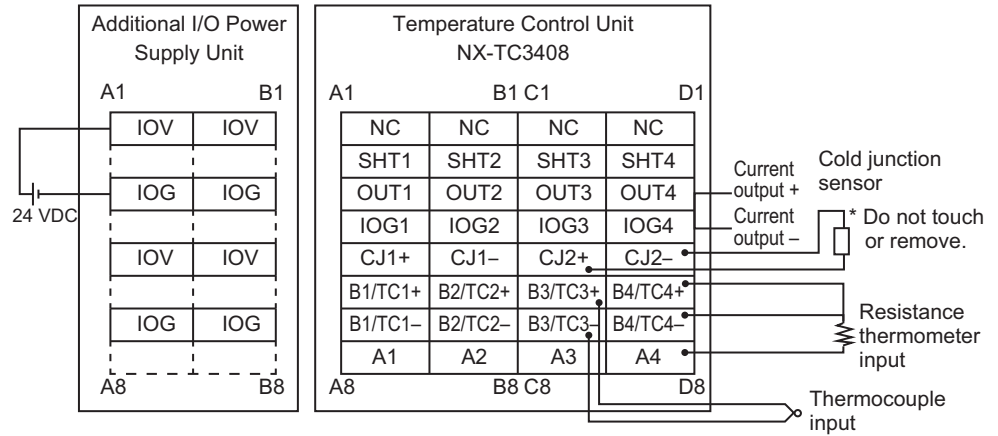 Additional I/O Power
Supply Unit
A1 B1
IOV IOV
IOG IOG
IOV IOV
IOG IOG
A8 B8
24 VDC
Temperature Control Unit
NX-TC3408
A1 B1 C1 D1
NC NC NC NC
SHT1 SHT2 SHT3 SHT4
OUT1 OUT2 OUT3 OUT4
IOG1 IOG2 IOG3 IOG4
CJ1+ CJ1– CJ2+ CJ2–
B1/TC1+ B2/TC2+ B3/TC3+ B4/TC4+
B1/TC1– B2/TC2– B3/TC3– B4/TC4–
A1 A2 A3 A4
A8 B8 C8 D8
Current
output +
Current
output –
Cold junction
sensor
* Do not touch
or remove.
Resistance
thermometer
input
Thermocouple
input